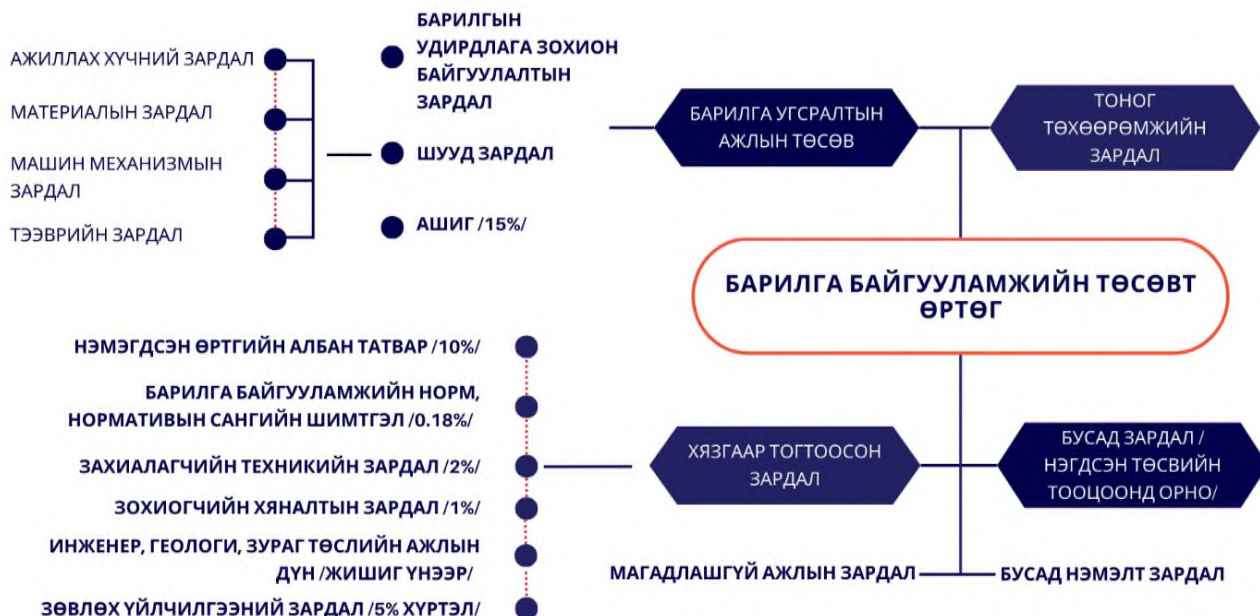 АЖИЛЛАХ ХҮЧНИЙ ЗАРДАЛ
МАТЕРИАЛЫН ЗАРДАЛ
МАШИН МЕХАНИЗМЫН
ЗАРДАЛ
ТЭЭВРИЙН ЗАРДАЛ
БАРИЛГЫН
УДИРДЛАГА ЗОХИОН
БАЙГУУЛАЛТЫН
ЗАРДАЛ
ШУУД ЗАРДАЛ
АШИГ /15%/
БАРИЛГА УГСРАЛТЫН
АЖЛЫН ТӨСӨВ
ТОНОГ
ТӨХӨӨРӨМЖИЙН
ЗАРДАЛ
БАРИЛГА БАЙГУУЛАМЖИЙН ТӨСӨВТ
ӨРТӨГ
НЭМЭГДСЭН ӨРТГИЙН АЛБАН ТАТВАР /10%/
БАРИЛГА БАЙГУУЛАМЖИЙН НОРМ,
НОРМАТИВЫН САНГИЙН ШИМТГЭЛ /0.18%/
ЗАХИАЛАГЧИЙН ТЕХНИКИЙН ЗАРДАЛ /2%/
ЗОХИОГЧИЙН ХЯНАЛТЫН ЗАРДАЛ /1%/
ИНЖЕНЕР, ГЕОЛОГИ, ЗУРАГ ТӨСЛИЙН АЖЛЫН
ДҮН /ЖИШИГ ҮНЭЭР/
ЗӨВЛӨХ ҮЙЛЧИЛГЭЭНИЙ ЗАРДАЛ /5% ХҮРТЭЛ/
ХЯЗГААР ТОГТООСОН
ЗАРДАЛ
БУСАД ЗАРДАЛ /
НЭГДСЭН ТӨСВИЙН
ТООЦООНД ОРНО/
МАГАДЛАШГҮЙ АЖЛЫН ЗАРДАЛ
БУСАД НЭМЭЛТ ЗАРДАЛ